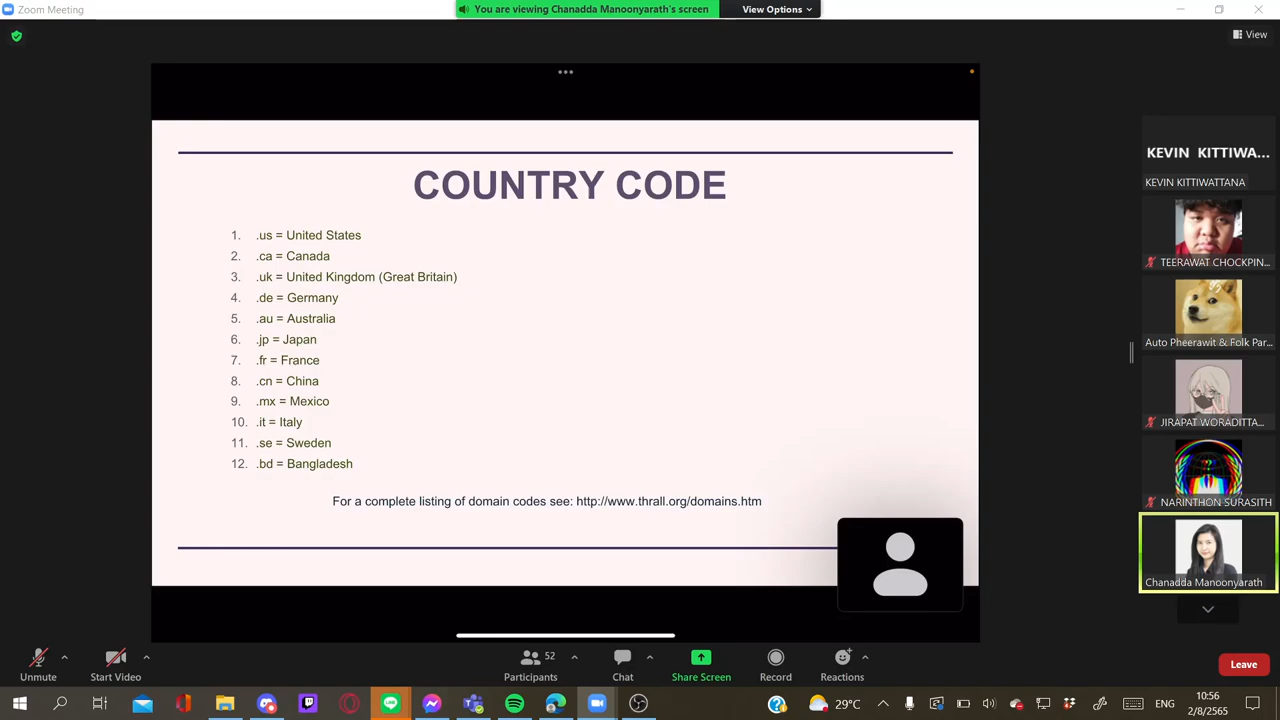 Zoom Meeting
You are viewing Chanadda Manoonyarath's screen
View Options
View
COUNTRY CODE
1. .us = United States
2. .ca = Canada
3. .uk = United Kingdom (Great Britain)
4. .de = Germany
5. .au = Australia
6. .jp = Japan
7. .fr = France
8. .cn = China
9. .mx = Mexico
10. .it = Italy
11. .se = Sweden
12. .bd = Bangladesh
For a complete listing of domain codes see: http://www.thrall.org/domains.htm
KEVIN KITTIWA...
KEVIN KITTIWATTANA
TEERAWAT CHOCKPIN...
Auto Pheerawit & Folk Par...
JIRAPAT WORADITTA...
NARINTHON SURASITH
Chanadda Manoonyarath
Unmute
Start Video
52
Participants
Chat
Share Screen
Record
Reactions
Leave
LINE
29°C
10:56
2/8/2565